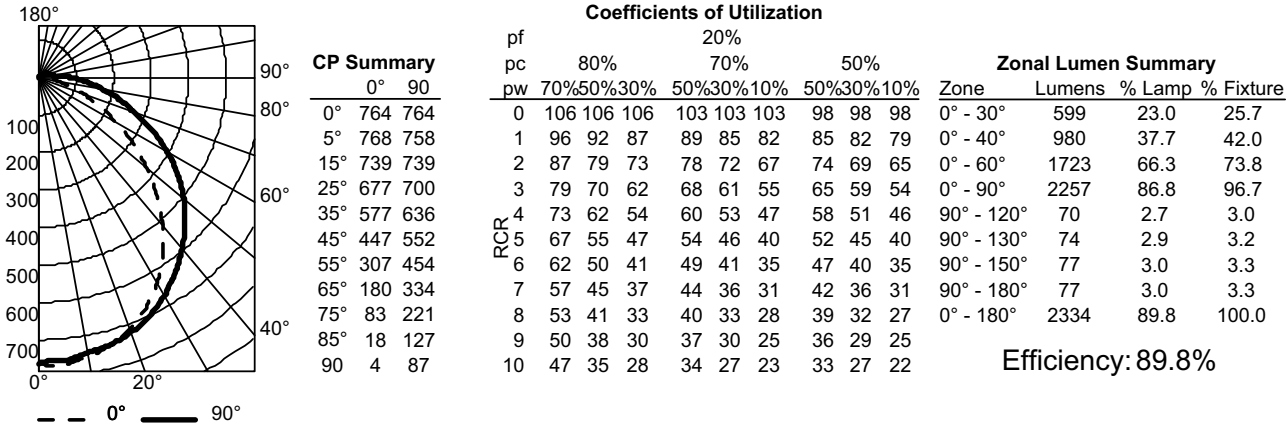 180°
90°
80°
60°
40°
100
200
300
400
500
600
700
0° 20°
0° 90°
CP Summary
0° 90
0° 764 764
5° 768 758
15° 739 739
25° 677 700
35° 577 636
45° 447 552
55° 307 454
65° 180 334
75° 83 221
85° 18 127
90 4 87
Coefficients of Utilization
pf 20%
pc 80% 70% 50%
pw 70%50%30% 50%30%10% 50%30%10%
RCR
0 106 106 106 103 103 103 98 98 98
1 96 92 87 89 85 82 85 82 79
2 87 79 73 78 72 67 74 69 65
3 79 70 62 68 61 55 65 59 54
4 73 62 54 60 53 47 58 51 46
5 67 55 47 54 46 40 52 45 40
6 62 50 41 49 41 35 47 40 35
7 57 45 37 44 36 31 42 36 31
8 53 41 33 40 33 28 39 32 27
9 50 38 30 37 30 25 36 29 25
10 47 35 28 34 27 23 33 27 22
Zonal Lumen Summary
Zone Lumens % Lamp % Fixture
0° - 30° 599 23.0 25.7
0° - 40° 980 37.7 42.0
0° - 60° 1723 66.3 73.8
0° - 90° 2257 86.8 96.7
90° - 120° 70 2.7 3.0
90° - 130° 74 2.9 3.2
90° - 150° 77 3.0 3.3
90° - 180° 77 3.0 3.3
0° - 180° 2334 89.8 100.0
Efficiency: 89.8%